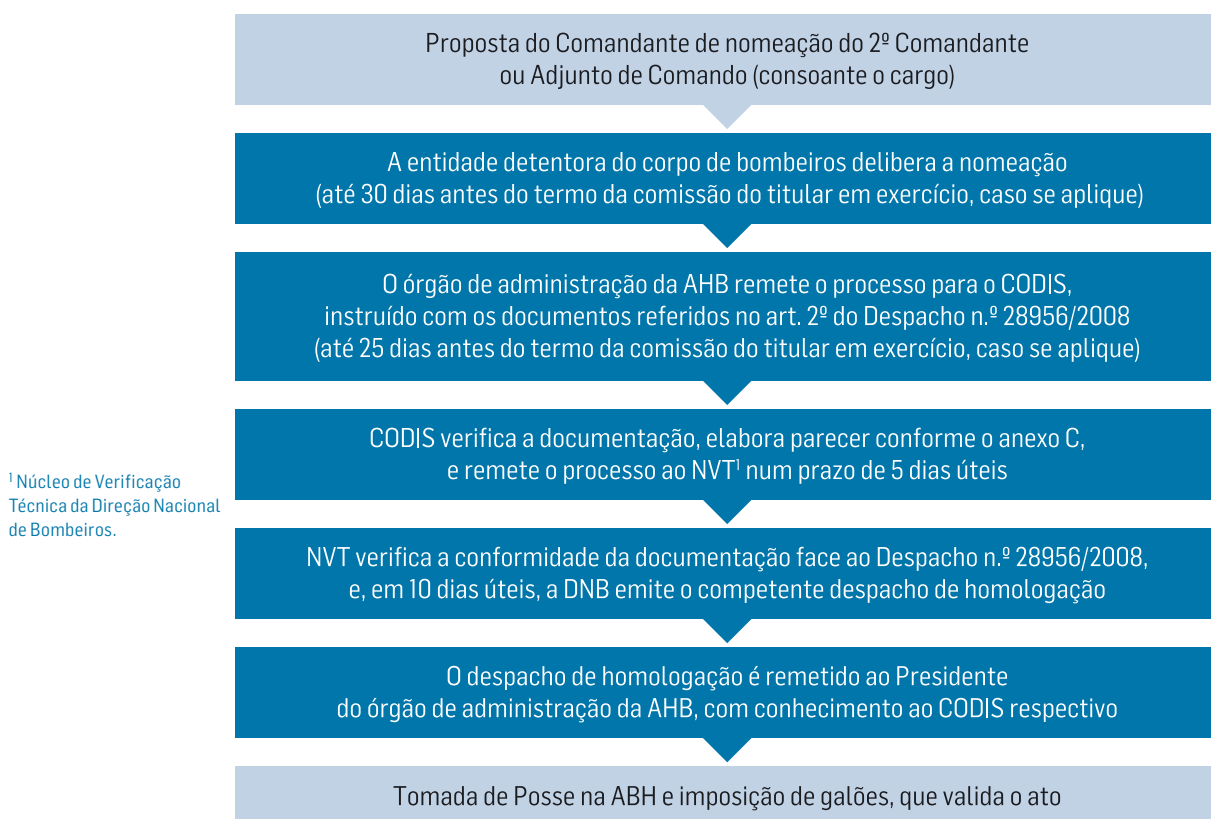 Proposta do Comandante de nomeação do 2º Comandante
ou Adjunto de Comando (consoante o cargo)
A entidade detentora do corpo de bombeiros delibera a nomeação
(até 30 dias antes do termo da comissão do titular em exercício, caso se aplique)
O órgão de administração da AHB remete o processo para o CODIS,
instruído com os documentos referidos no art. 2º do Despacho n.º 28956/2008
(até 25 dias antes do termo da comissão do titular em exercício, caso se aplique)
CODIS verifica a documentação, elabora parecer conforme o anexo C,
e remete o processo ao NVT¹ num prazo de 5 dias úteis
¹ Núcleo de Verificação
Técnica da Direção Nacional
de Bombeiros.
NVT verifica a conformidade da documentação face ao Despacho n.º 28956/2008,
e, em 10 dias úteis, a DNB emite o competente despacho de homologação
O despacho de homologação é remetido ao Presidente
do órgão de administração da AHB, com conhecimento ao CODIS respectivo
Tomada de Posse na ABH e imposição de galões, que valida o ato